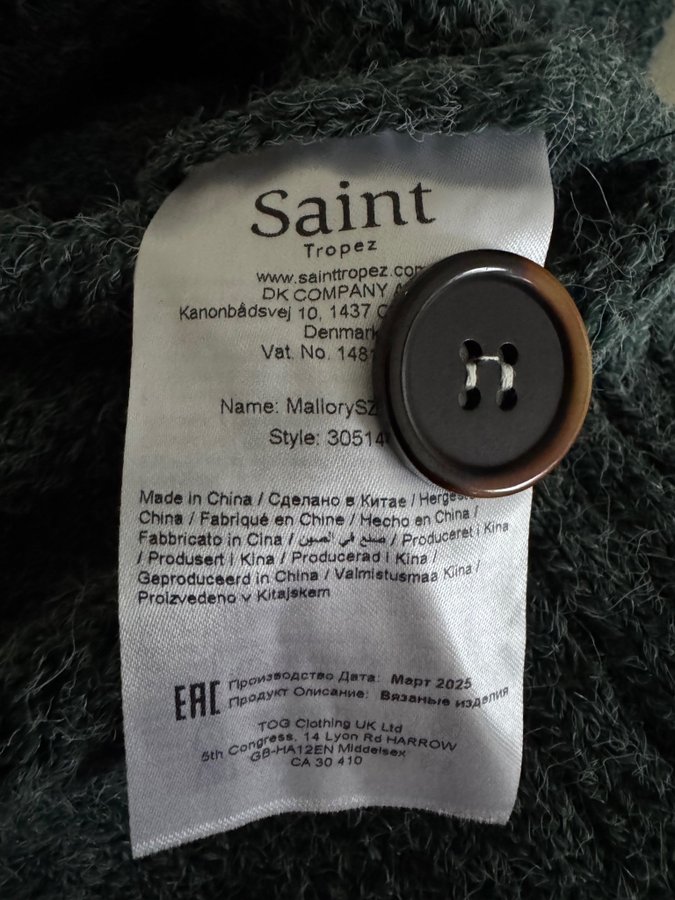 Saint
Tropez
www.sainttropez.com
DK COMPANY A
Kanonbådsvej 10, 1437 C
Denmark
Vat. No. 1481
Name: MallorySZ
Style: 30514
Made in China / Сделано в Китае / Herges
China / Fabriqué en Chine / Hecho en China /
Fabbricato in Cina / صنع في الصين / Produceret i Kina
/ Produsert i Kina / Producerad i Kina /
Geproduceerd in China / Valmistusmaa Kiina /
Proizvedeno v Kitajskem
EAC Производство Дата: Март 2025
Продукт Описание: Вязаные изделия
TOG Clothing UK Ltd
5th Congress, 14 Lyon Rd HARROW
GB-HA12EN Middelsex
CA 30 410